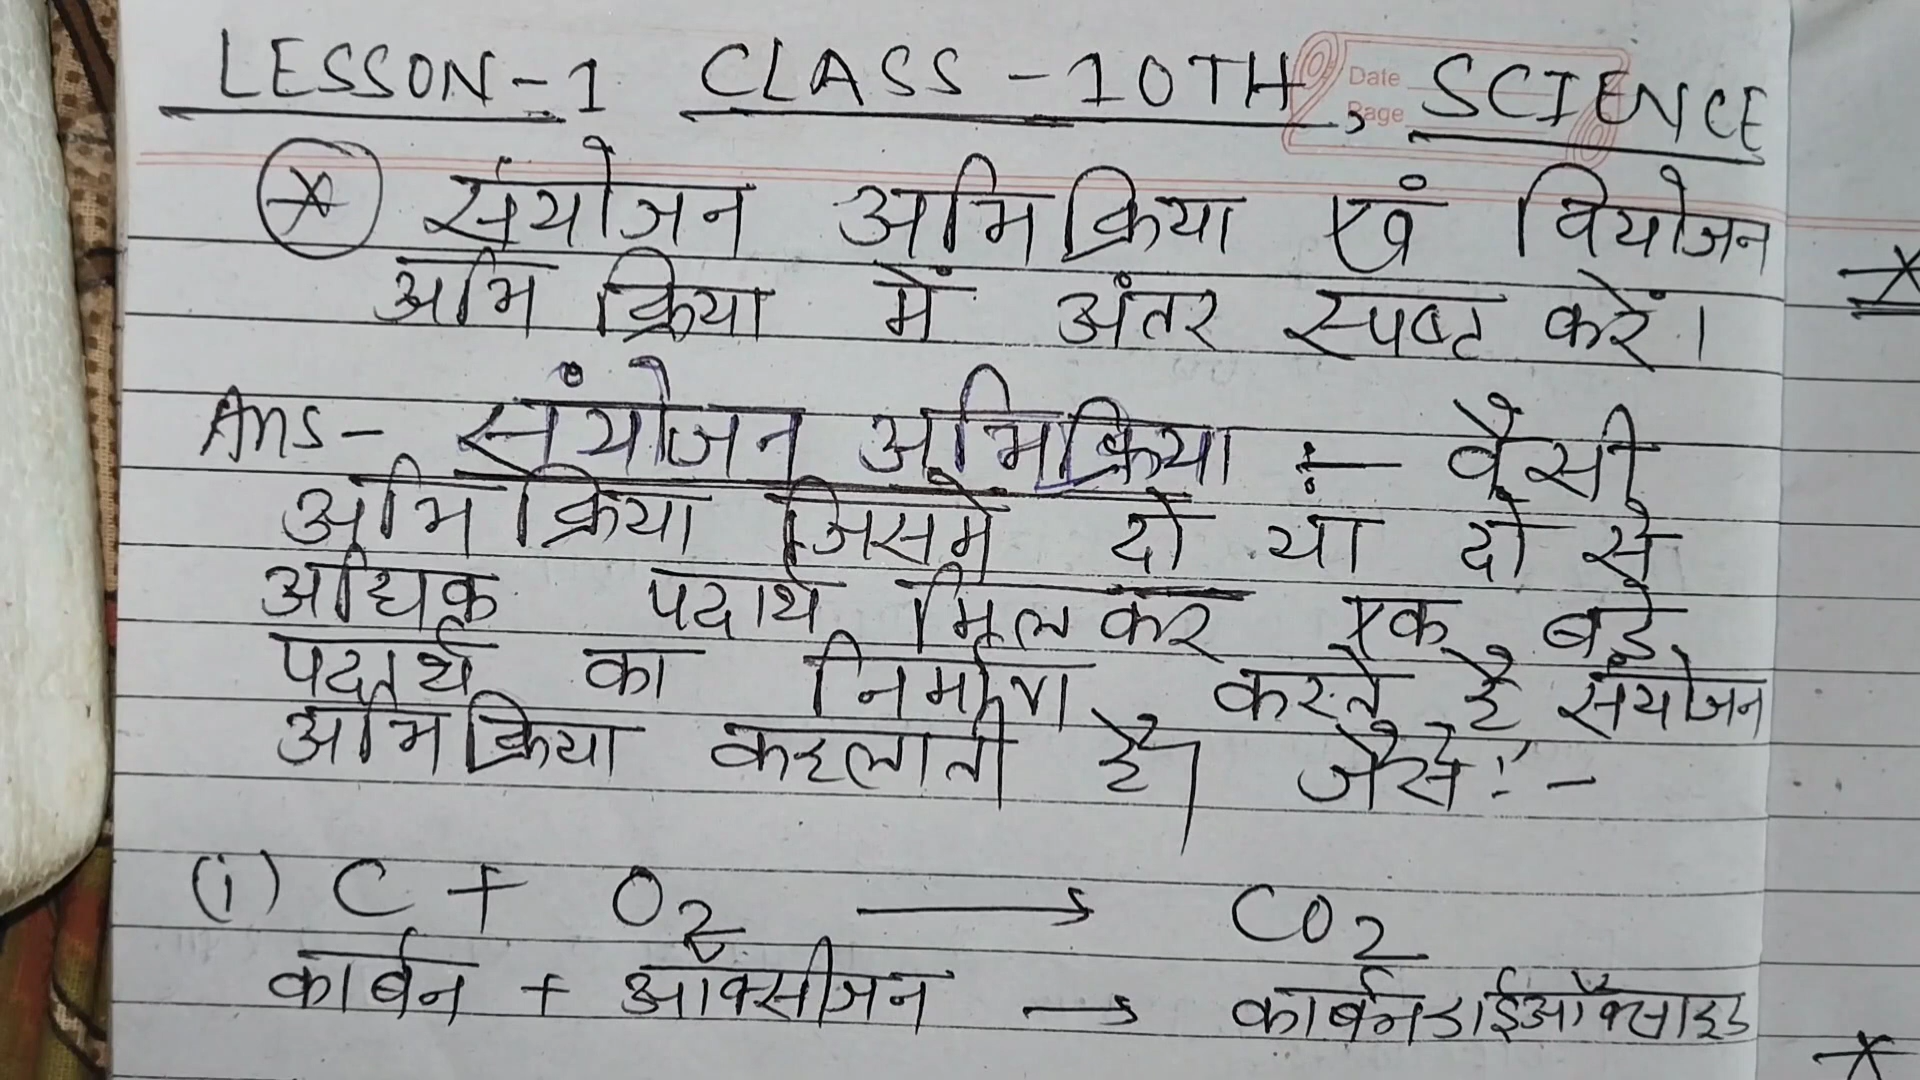 LESSON-1 CLASS-10TH, SCIENCE
Date
Page
संयोजन अभिक्रिया एवं वियोजन
अभिक्रिया में अंतर स्पष्ट करें।
Ans- संयोजन अभिक्रिया :- वैसी
अभिक्रिया जिसमें दो या दो से
अधिक पदार्थ मिलकर एक बड़े
पदार्थ का निर्माण करते है संयोजन
अभिक्रिया कहलाती है। जैसे:-
(i) C + O₂ → CO₂
कार्बन + ऑक्सीजन → कार्बनडाईऑक्साइड